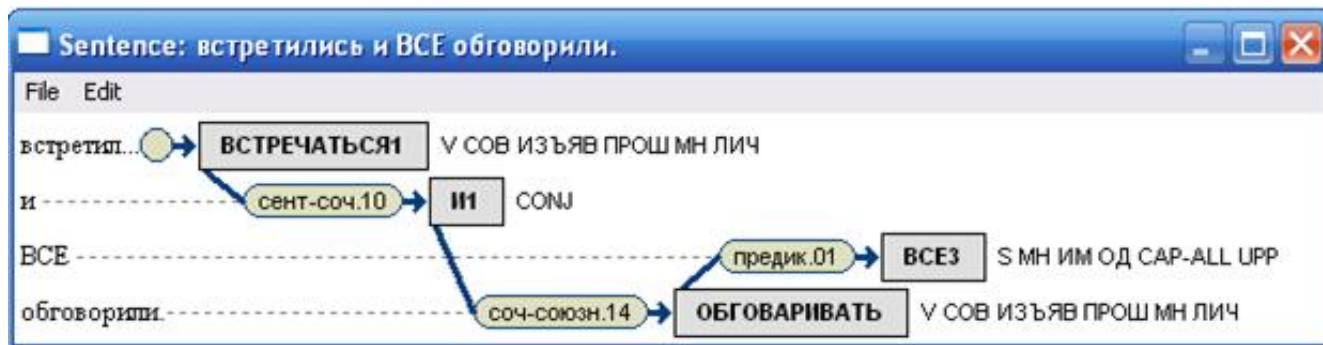 Sentence: встретились и ВСЕ обговорили.
File Edit
встретил... ВСТРЕЧАТЬСЯ1 V СОВ ИЗЪЯВ ПРОШ МН ЛИЧ
и сент-соч.10 И1 CONJ
ВСЕ предик.01 ВСЕ3 S МН ИМ ОД CAP-ALL UPP
обговорили. соч-союзн.14 ОБГОВАРИВАТЬ V СОВ ИЗЪЯВ ПРОШ МН ЛИЧ